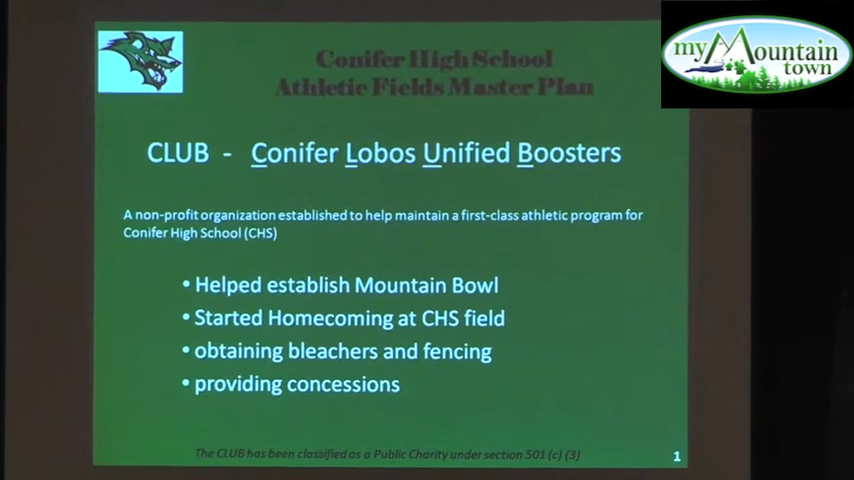 Conifer High School
Athletic Fields Master Plan
my Mountain
town
CLUB - Conifer Lobos Unified Boosters
A non-profit organization established to help maintain a first-class athletic program for
Conifer High School (CHS)
• Helped establish Mountain Bowl
• Started Homecoming at CHS field
• obtaining bleachers and fencing
• providing concessions
The CLUB has been classified as a Public Charity under section 501 (c) (3)
1